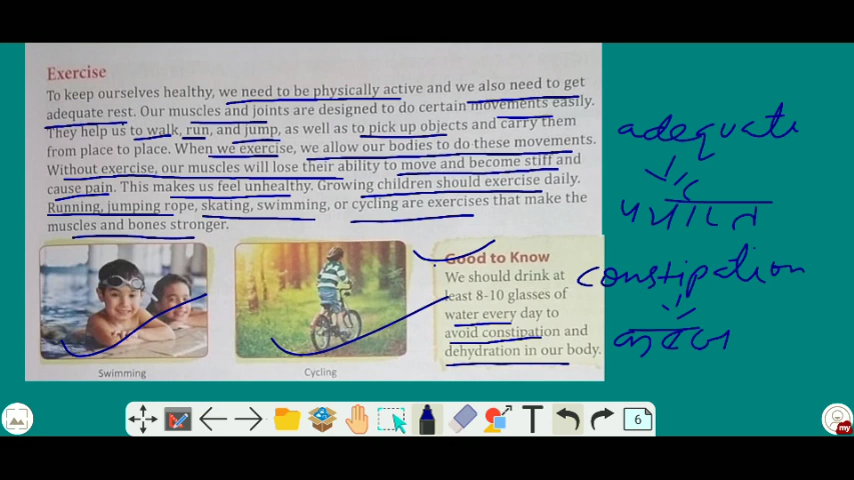 Exercise
To keep ourselves healthy, we need to be physically active and we also need to get
adequate rest. Our muscles and joints are designed to do certain movements easily.
They help us to walk, run, and jump, as well as to pick up objects and carry them
from place to place. When we exercise, we allow our bodies to do these movements.
Without exercise, our muscles will lose their ability to move and become stiff and
cause pain. This makes us feel unhealthy. Growing children should exercise daily.
Running, jumping rope, skating, swimming, or cycling are exercises that make the
muscles and bones stronger.
Good to Know
We should drink at
least 8-10 glasses of
water every day to
avoid constipation and
dehydration in our body.
Swimming
Cycling
adequate
पर्याप्त
constipation
कब्ज
T
6
my